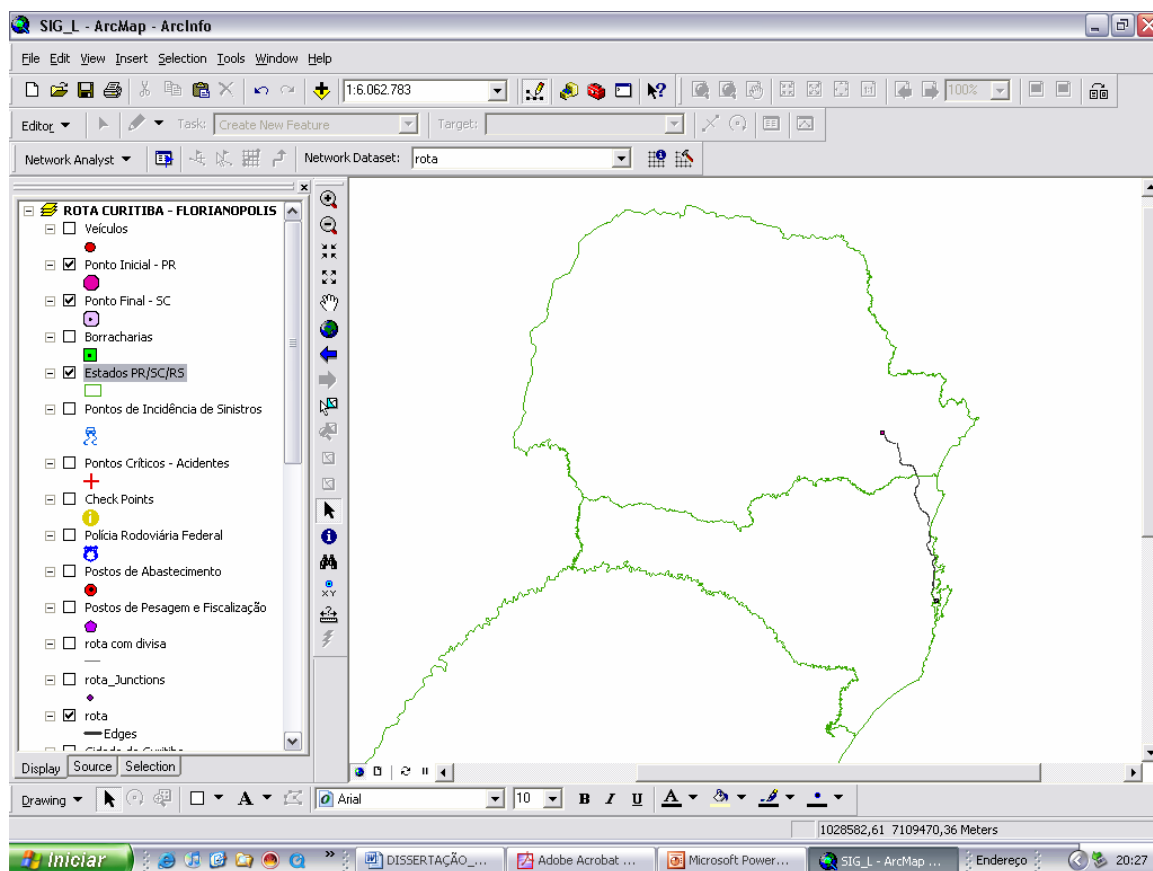 SIG_L - ArcMap - ArcInfo
File Edit View Insert Selection Tools Window Help
1:6.062.783 100%
Editor Task: Create New Feature Target:
Network Analyst Network Dataset: rota
ROTA CURITIBA - FLORIANOPOLIS
Veículos
Ponto Inicial - PR
Ponto Final - SC
Borracharias
Estados PR/SC/RS
Pontos de Incidência de Sinistros
Pontos Críticos - Acidentes
Check Points
Polícia Rodoviária Federal
Postos de Abastecimento
Postos de Pesagem e Fiscalização
rota com divisa
rota_Junctions
rota
Edges
Cidade de Curitiba
Display Source Selection
Drawing A Arial 10 B I U A
1028582,61 7109470,36 Meters
Iniciar DISSERTAÇÃO_... Adobe Acrobat ... Microsoft Power... SIG_L - ArcMap ... Endereço 20:27